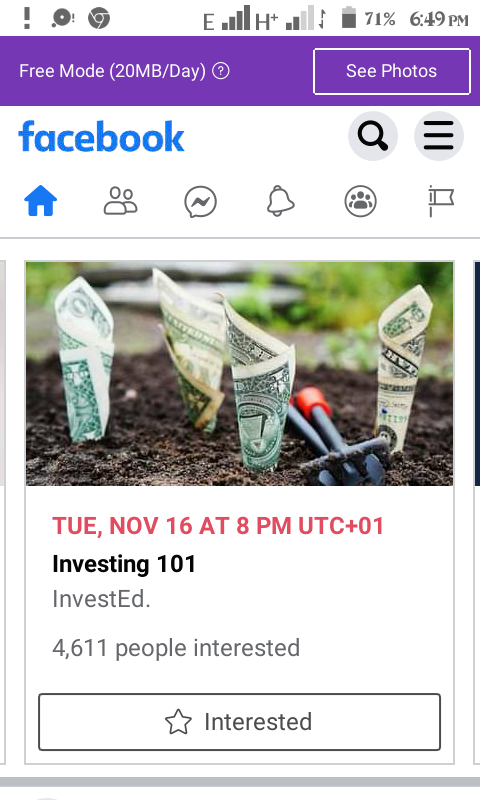 E H+ 71% 6:49 PM
Free Mode (20MB/Day) ? See Photos
facebook
TUE, NOV 16 AT 8 PM UTC+01
Investing 101
InvestEd.
4,611 people interested
Interested